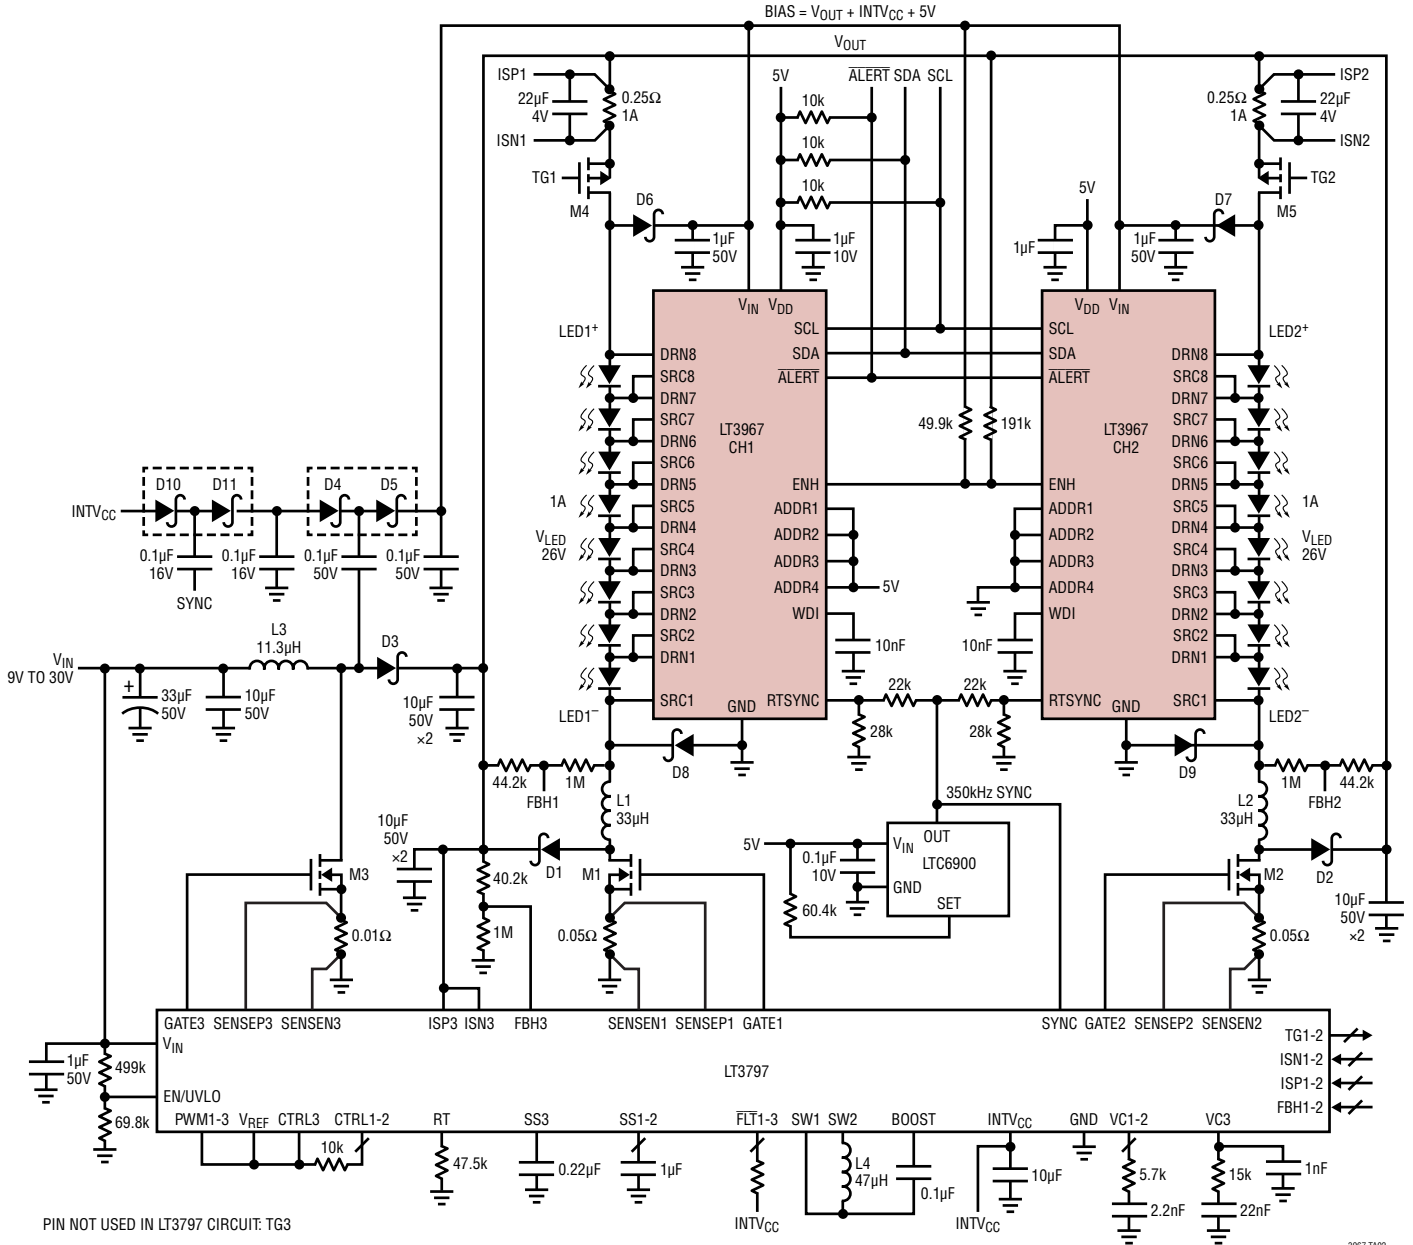 BIAS = VOUT + INTVCC + 5V
VOUT
ISP1
22µF
4V
0.25Ω
1A
ISN1
TG1
M4
D6
1µF
50V
5V
ALERT SDA SCL
10k
10k
10k
1µF
10V
5V
1µF
1µF
50V
D7
0.25Ω
1A
22µF
4V
ISP2
ISN2
TG2
M5
LED1+
VIN VDD
SCL
SDA
ALERT
DRN8
SRC8
DRN7
SRC7
DRN6
SRC6
DRN5
SRC5
DRN4
SRC4
DRN3
SRC3
DRN2
SRC2
DRN1
SRC1
LT3967
CH1
ENH
ADDR1
ADDR2
ADDR3
ADDR4
5V
WDI
10nF
GND RTSYNC
1A
VLED
26V
LED1–
49.9k
191k
VDD VIN
SCL
SDA
ALERT
LT3967
CH2
ENH
ADDR1
ADDR2
ADDR3
ADDR4
WDI
10nF
RTSYNC GND
DRN8
SRC8
DRN7
SRC7
DRN6
SRC6
DRN5
SRC5
DRN4
SRC4
DRN3
SRC3
DRN2
SRC2
DRN1
SRC1
LED2+
1A
VLED
26V
LED2–
D10 D11
D4 D5
INTVCC
0.1µF
16V
0.1µF
16V
0.1µF
50V
0.1µF
50V
SYNC
VIN
9V TO 30V
L3
11.3µH
D3
+
33µF
50V
10µF
50V
10µF
50V
×2
22k
22k
28k
28k
D8
D9
44.2k
1M
FBH1
1M
44.2k
FBH2
L1
33µH
L2
33µH
350kHz SYNC
5V
0.1µF
10V
60.4k
VIN
OUT
LTC6900
GND
SET
10µF
50V
×2
D1
M1
M3
40.2k
1M
0.01Ω
0.05Ω
M2
D2
0.05Ω
10µF
50V
×2
GATE3 SENSEP3 SENSEN3 ISP3 ISN3 FBH3 SENSEN1 SENSEP1 GATE1 SYNC GATE2 SENSEP2 SENSEN2
VIN
EN/UVLO
1µF
50V
499k
69.8k
LT3797
TG1-2
ISN1-2
ISP1-2
FBH1-2
PWM1-3 VREF CTRL3 CTRL1-2 RT SS3 SS1-2 FLT1-3 SW1 SW2 BOOST INTVCC GND VC1-2 VC3
10k
47.5k
0.22µF
1µF
INTVCC
L4
47µH
0.1µF
10µF
INTVCC
5.7k
2.2nF
15k
22nF
1nF
PIN NOT USED IN LT3797 CIRCUIT: TG3